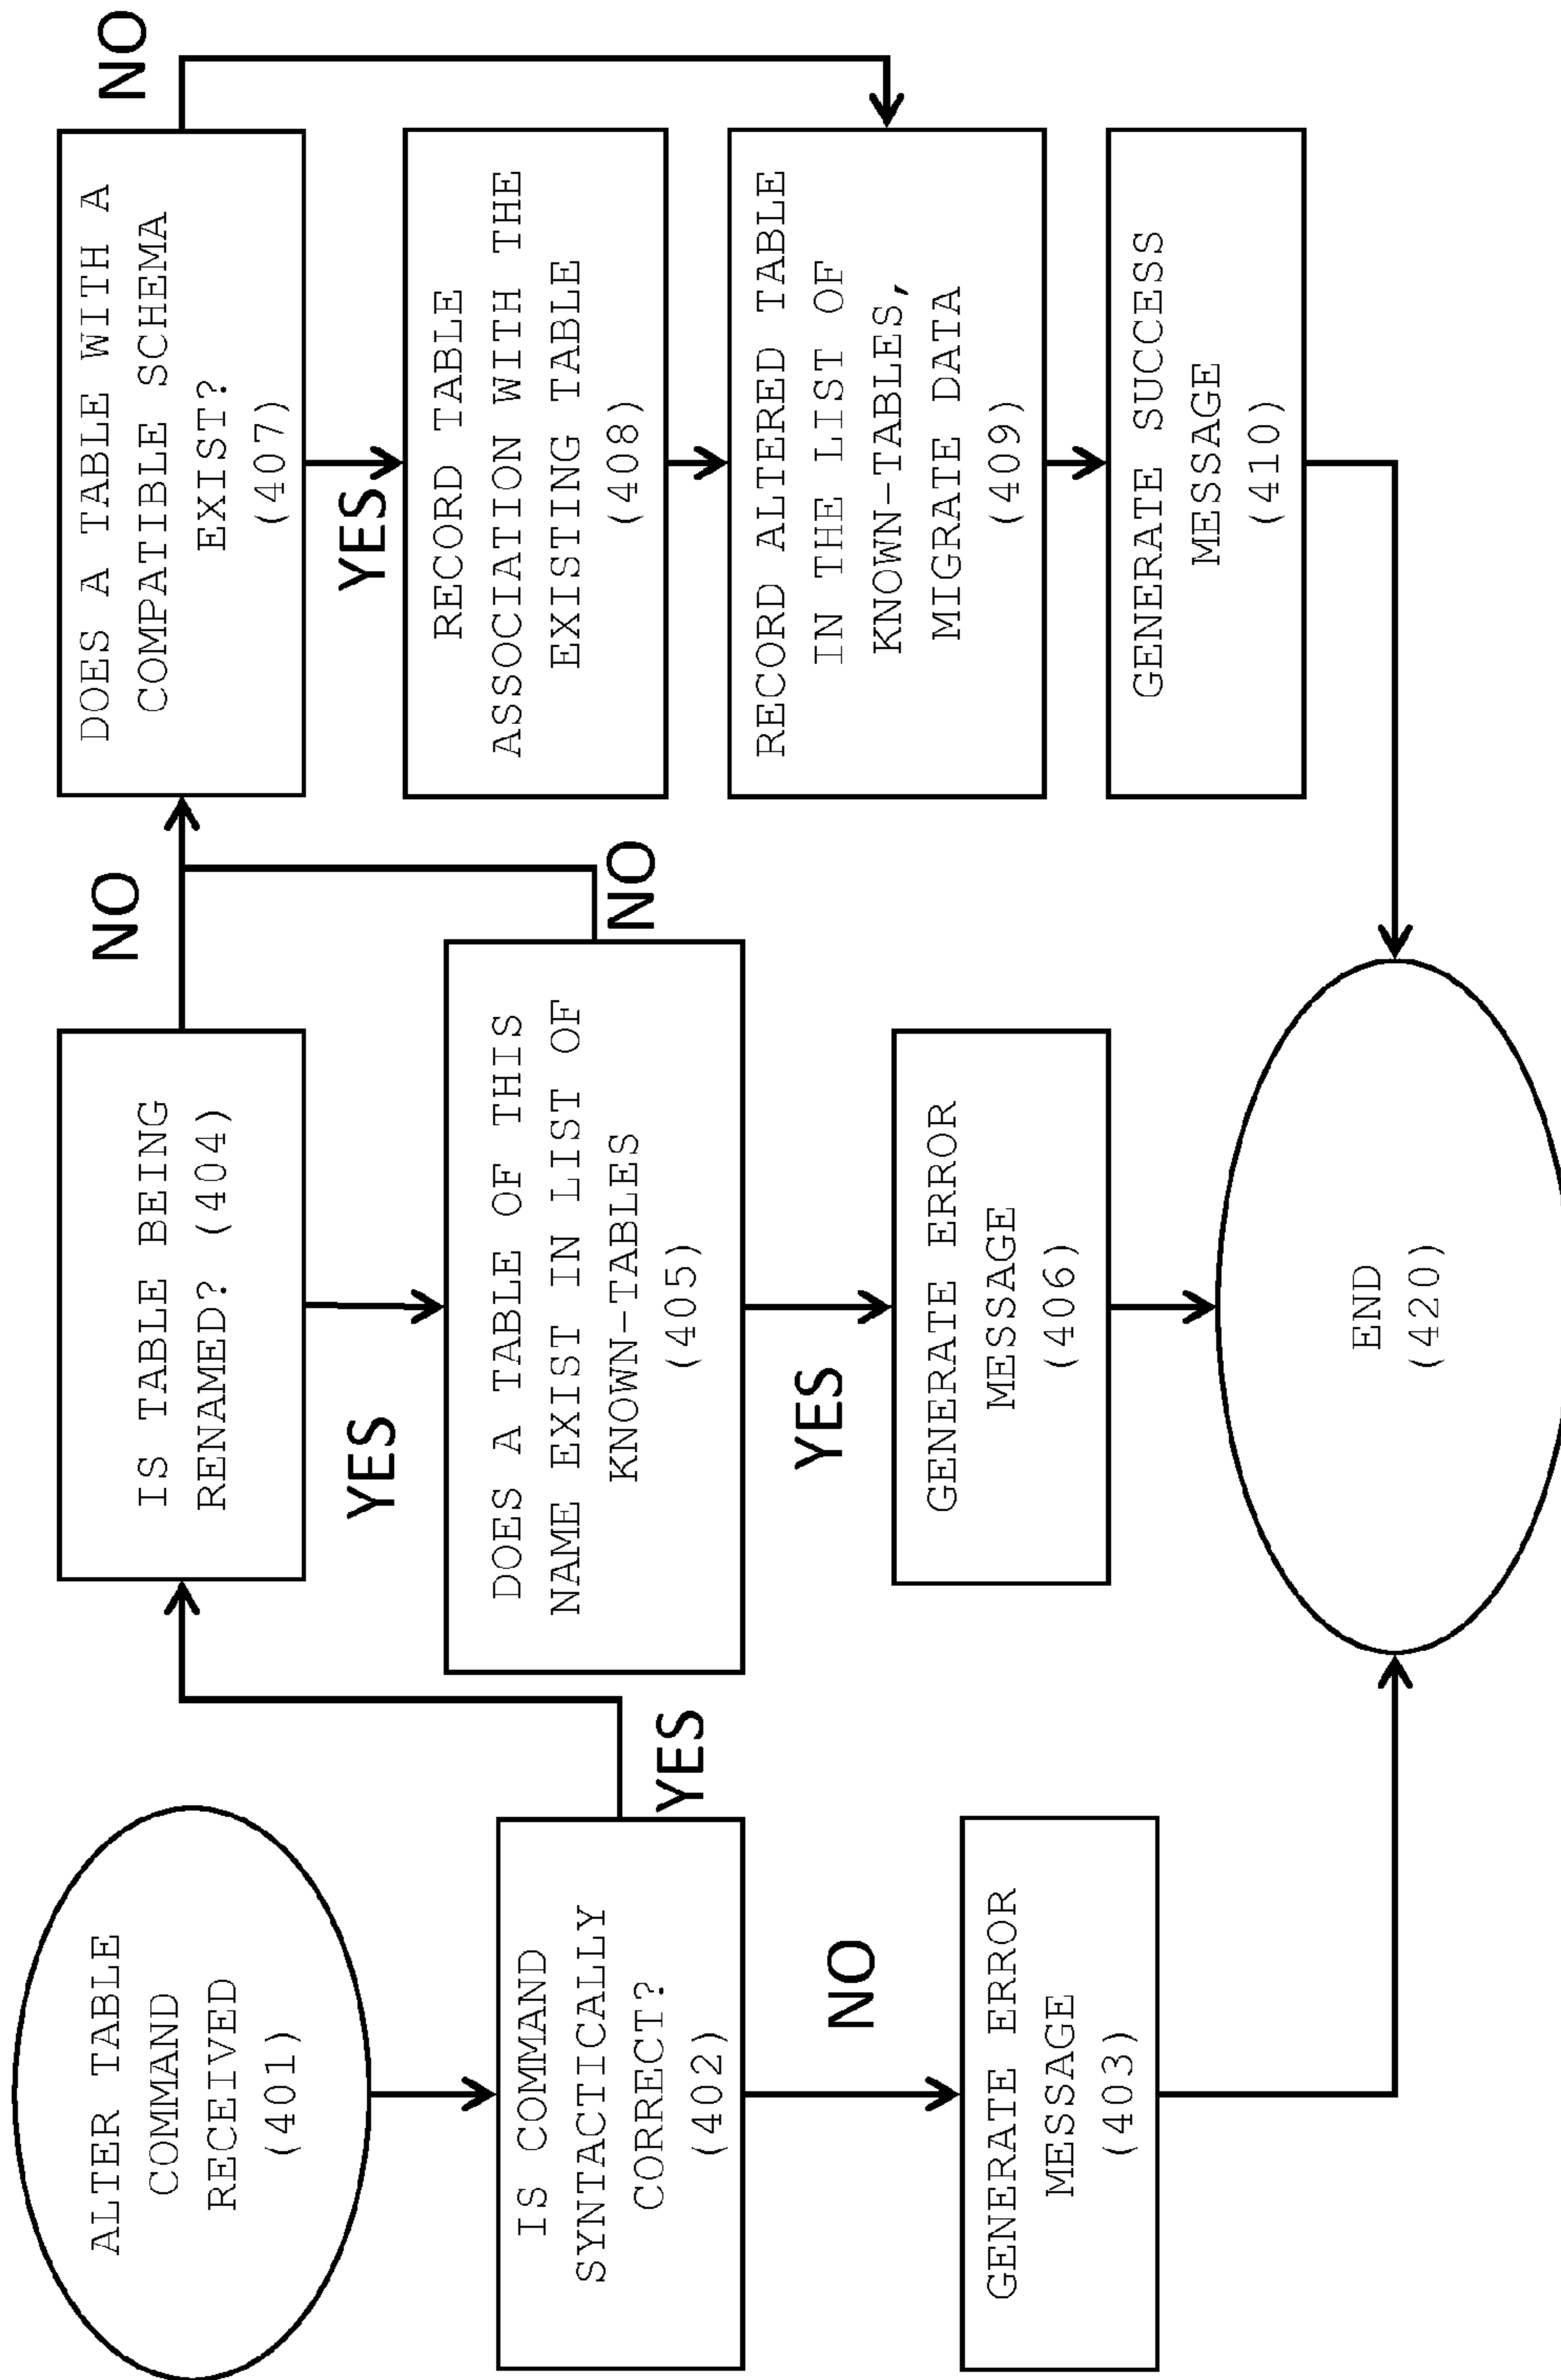 ALTER TABLE
COMMAND
RECEIVED
(401)
IS COMMAND
SYNTACTICALLY
CORRECT?
(402)
YES
NO
GENERATE ERROR
MESSAGE
(403)
IS TABLE BEING
RENAMED? (404)
NO
YES
DOES A TABLE OF THIS
NAME EXIST IN LIST OF
KNOWN-TABLES
(405)
NO
YES
GENERATE ERROR
MESSAGE
(406)
DOES A TABLE WITH A
COMPATIBLE SCHEMA
EXIST?
(407)
NO
YES
RECORD TABLE
ASSOCIATION WITH THE
EXISTING TABLE
(408)
RECORD ALTERED TABLE
IN THE LIST OF
KNOWN-TABLES,
MIGRATE DATA
(409)
GENERATE SUCCESS
MESSAGE
(410)
END
(420)